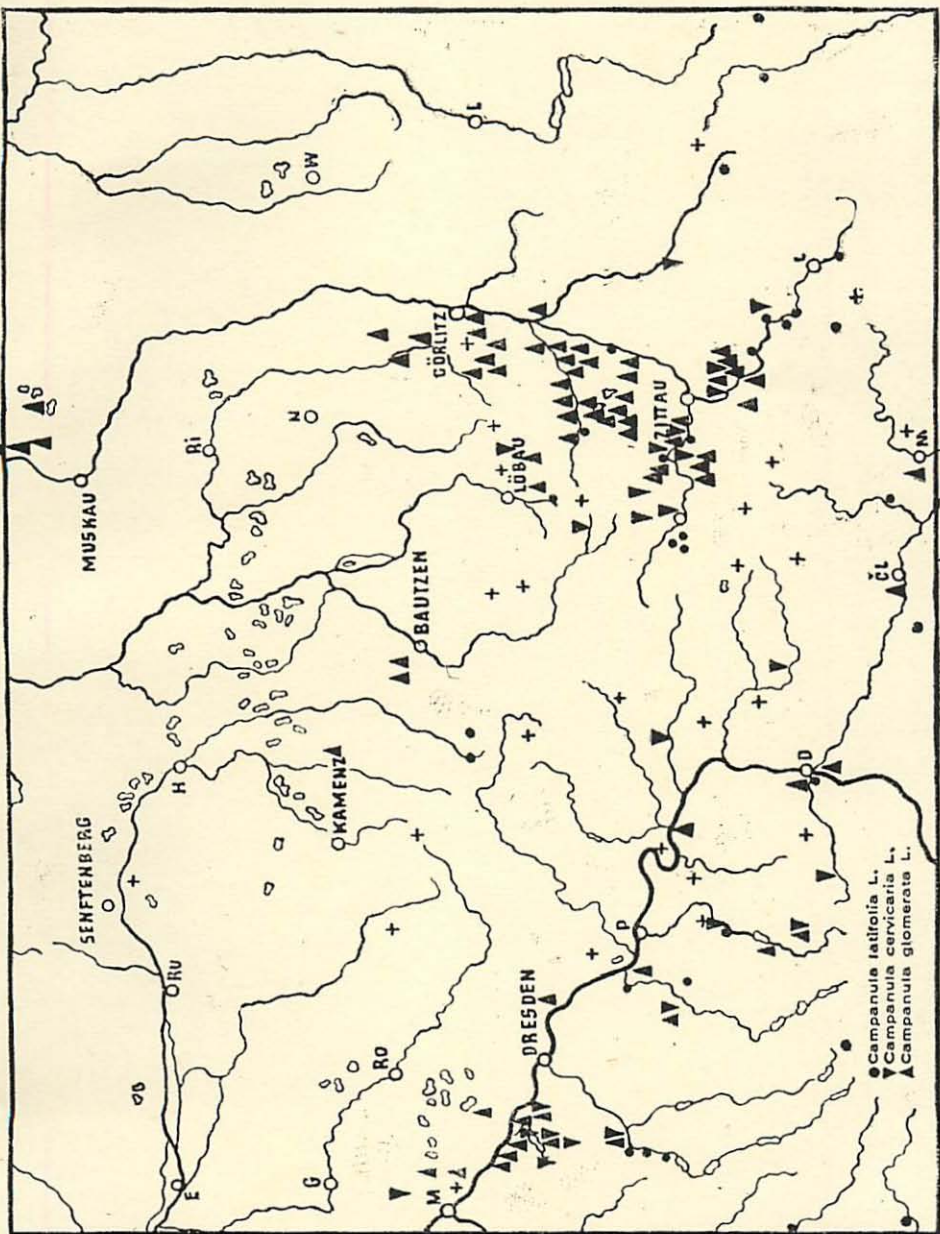 SENFTENBERG
H
Ru
E
KAMENZ
G
RO
M
DRESDEN
P
D
MUSKAU
Ri
N
W
L
GÖRLITZ
BAUTZEN
LÖBAU
ZITTAU
L
ČL
M
● Campanula latifolia L.
▼ Campanula cervicaria L.
▲ Campanula glomerata L.